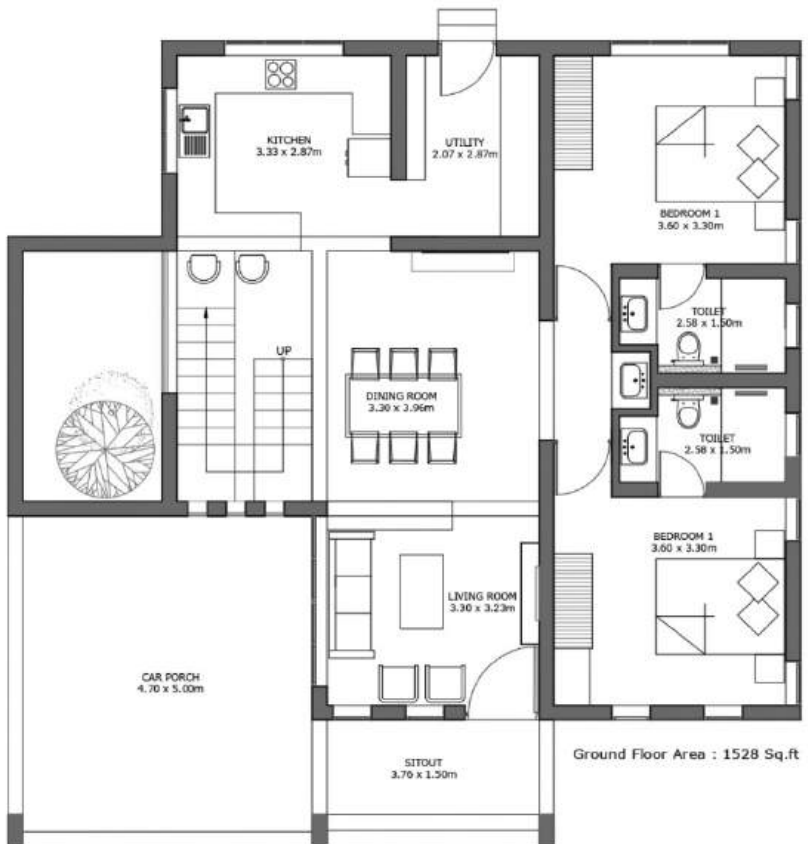 KITCHEN
3.33 x 2.87m
UTILITY
2.07 x 2.87m
BEDROOM 1
3.60 x 3.30m
TOILET
2.58 x 1.50m
UP
DINING ROOM
3.30 x 3.96m
TOILET
2.58 x 1.50m
BEDROOM 1
3.60 x 3.30m
LIVING ROOM
3.30 x 3.23m
CAR PORCH
4.70 x 5.00m
SITOUT
3.76 x 1.50m
Ground Floor Area : 1528 Sq.ft